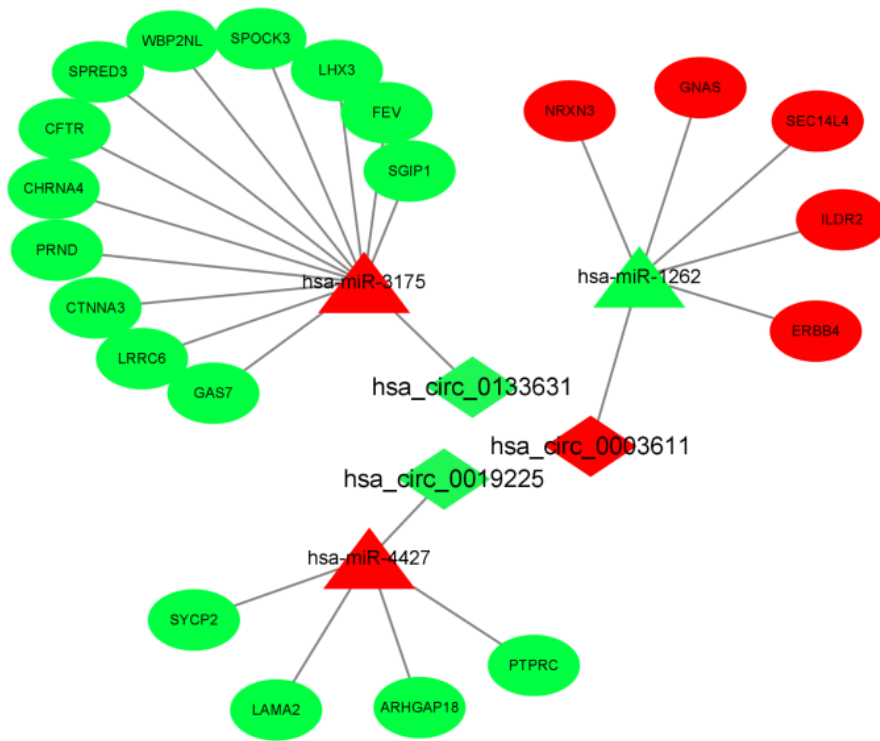 SPOCK3
WBP2NL
SPRED3
LHX3
FEV
CFTR
SGIP1
CHRNA4
PRND
CTNNA3
LRRC6
GAS7
hsa-miR-3175
hsa_circ_0133631
NRXN3
GNAS
SEC14L4
ILDR2
hsa-miR-1262
ERBB4
hsa_circ_0003611
hsa_circ_0019225
hsa-miR-4427
SYCP2
PTPRC
LAMA2
ARHGAP18